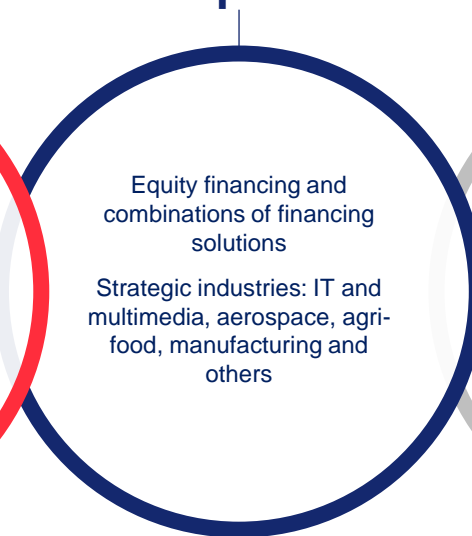 Equity financing and
combinations of financing
solutions
Strategic industries: IT and
multimedia, aerospace, agri-
food, manufacturing and
others